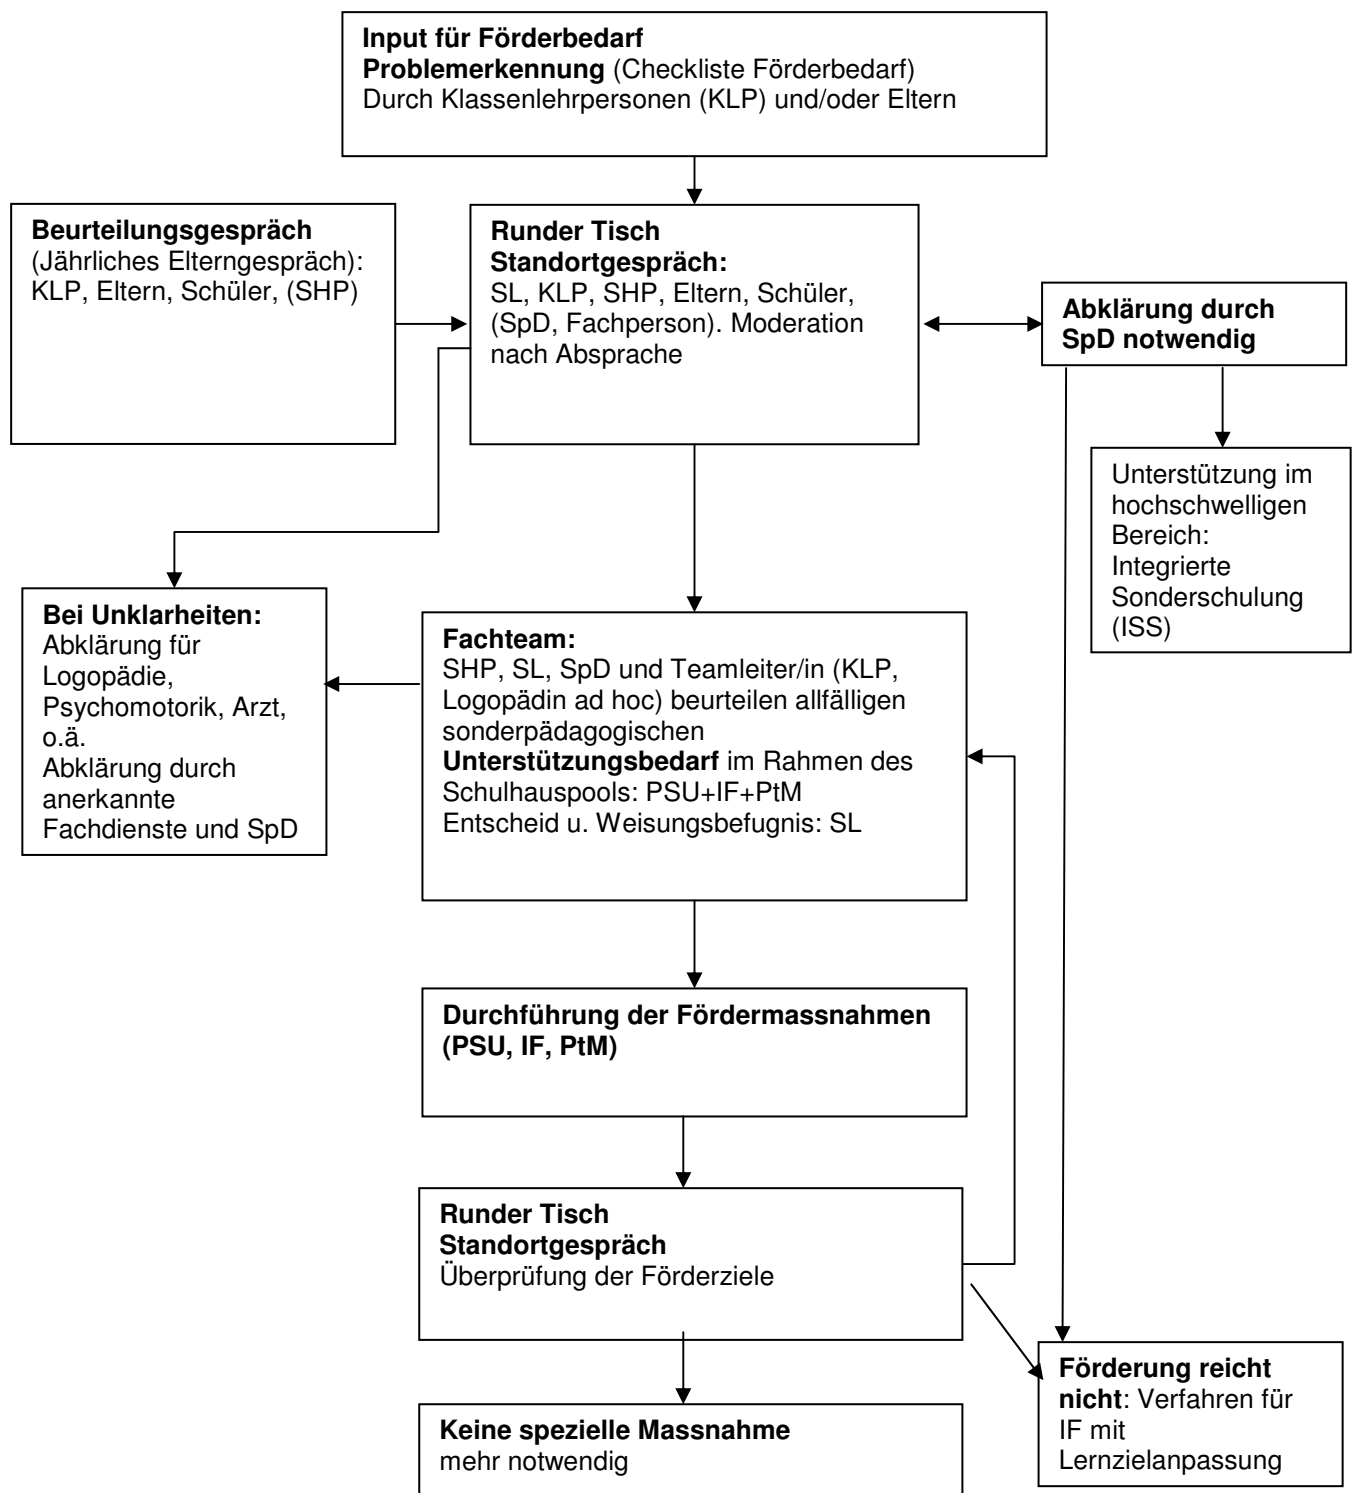 Input für Förderbedarf
Problemerkennung (Checkliste Förderbedarf)
Durch Klassenlehrpersonen (KLP) und/oder Eltern
Beurteilungsgespräch
(Jährliches Elterngespräch):
KLP, Eltern, Schüler, (SHP)
Runder Tisch
Standortgespräch:
SL, KLP, SHP, Eltern, Schüler,
(SpD, Fachperson). Moderation
nach Absprache
Abklärung durch
SpD notwendig
Unterstützung im
hochschwelligen
Bereich:
Integrierte
Sonderschulung
(ISS)
Bei Unklarheiten:
Abklärung für
Logopädie,
Psychomotorik, Arzt,
o.ä.
Abklärung durch
anerkannte
Fachdienste und SpD
Fachteam:
SHP, SL, SpD und Teamleiter/in (KLP,
Logopädin ad hoc) beurteilen allfälligen
sonderpädagogischen
Unterstützungsbedarf im Rahmen des
Schulhauspools: PSU+IF+PtM
Entscheid u. Weisungsbefugnis: SL
Durchführung der Fördermassnahmen
(PSU, IF, PtM)
Runder Tisch
Standortgespräch
Überprüfung der Förderziele
Förderung reicht
nicht: Verfahren für
IF mit
Lernzielanpassung
Keine spezielle Massnahme
mehr notwendig